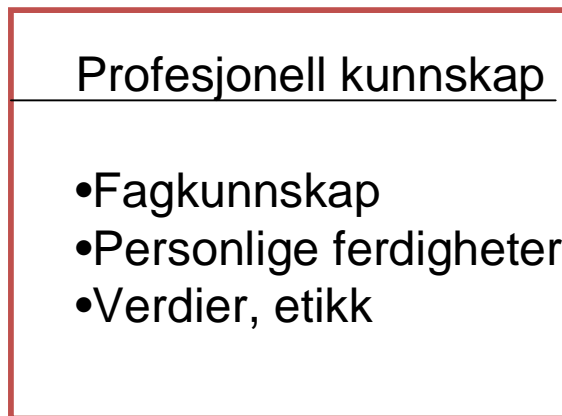 Profesjonell kunnskap
•Fagkunnskap
•Personlige ferdigheter
•Verdier, etikk